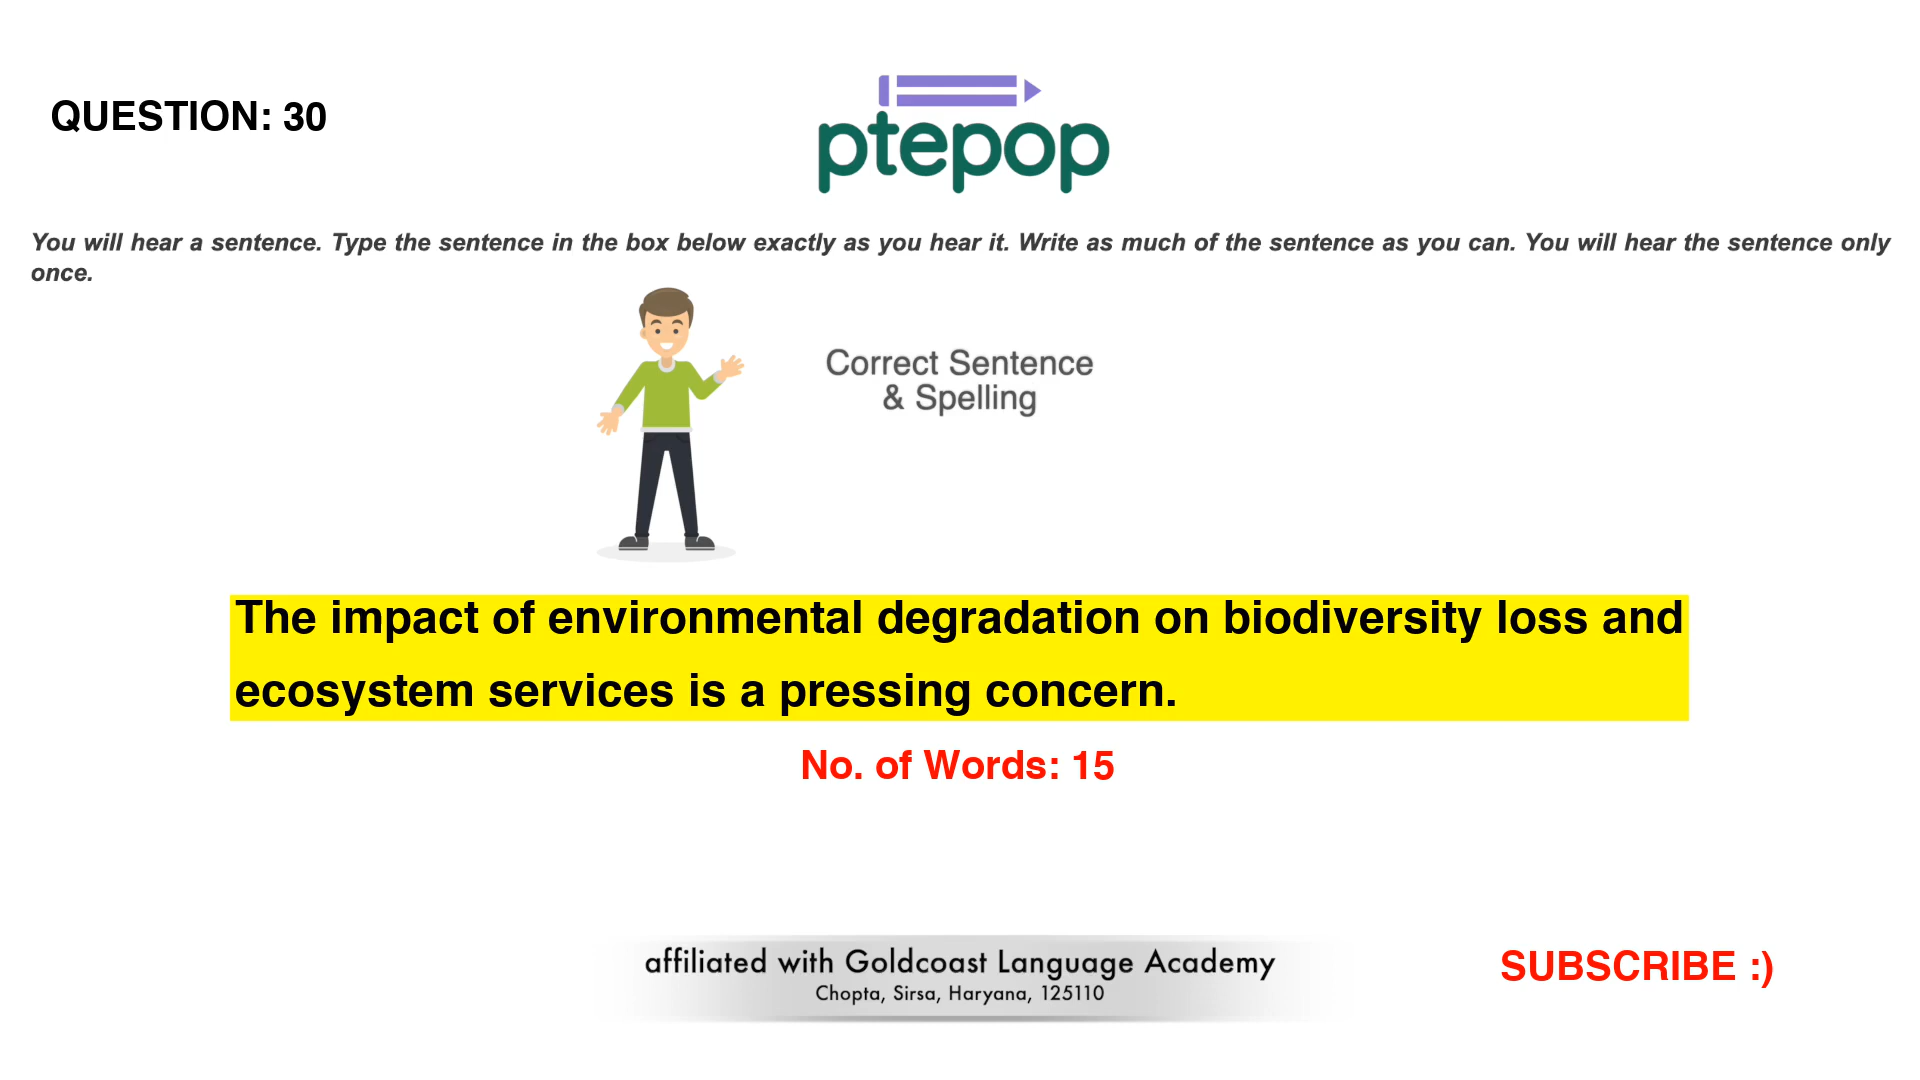 QUESTION: 30
ptepop
You will hear a sentence. Type the sentence in the box below exactly as you hear it. Write as much of the sentence as you can. You will hear the sentence only
once.
Correct Sentence
& Spelling
The impact of environmental degradation on biodiversity loss and
ecosystem services is a pressing concern.
No. of Words: 15
affiliated with Goldcoast Language Academy
Chopta, Sirsa, Haryana, 125110
SUBSCRIBE :)